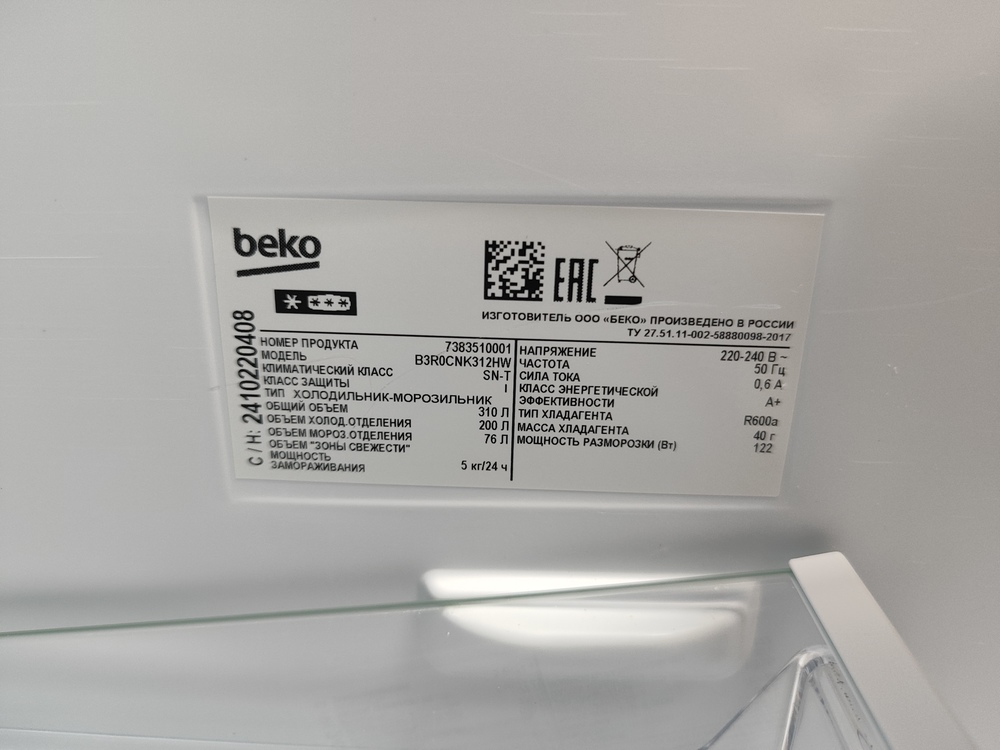 beko
EAC
ИЗГОТОВИТЕЛЬ ООО «БЕКО» ПРОИЗВЕДЕНО В РОССИИ
ТУ 27.51.11-002-58880098-2017
С/Н: 2410220408
НОМЕР ПРОДУКТА 7383510001
МОДЕЛЬ B3R0CNK312HW
КЛИМАТИЧЕСКИЙ КЛАСС SN-T
КЛАСС ЗАЩИТЫ I
ТИП ХОЛОДИЛЬНИК-МОРОЗИЛЬНИК
ОБЩИЙ ОБЪЕМ 310 Л
ОБЪЕМ ХОЛОД.ОТДЕЛЕНИЯ 200 Л
ОБЪЕМ МОРОЗ.ОТДЕЛЕНИЯ 76 Л
ОБЪЕМ "ЗОНЫ СВЕЖЕСТИ"
МОЩНОСТЬ
ЗАМОРАЖИВАНИЯ 5 кг/24 ч
НАПРЯЖЕНИЕ 220-240 В ~
ЧАСТОТА 50 Гц
СИЛА ТОКА 0,6 А
КЛАСС ЭНЕРГЕТИЧЕСКОЙ
ЭФФЕКТИВНОСТИ А+
ТИП ХЛАДАГЕНТА R600a
МАССА ХЛАДАГЕНТА 40 г
МОЩНОСТЬ РАЗМОРОЗКИ (Вт) 122